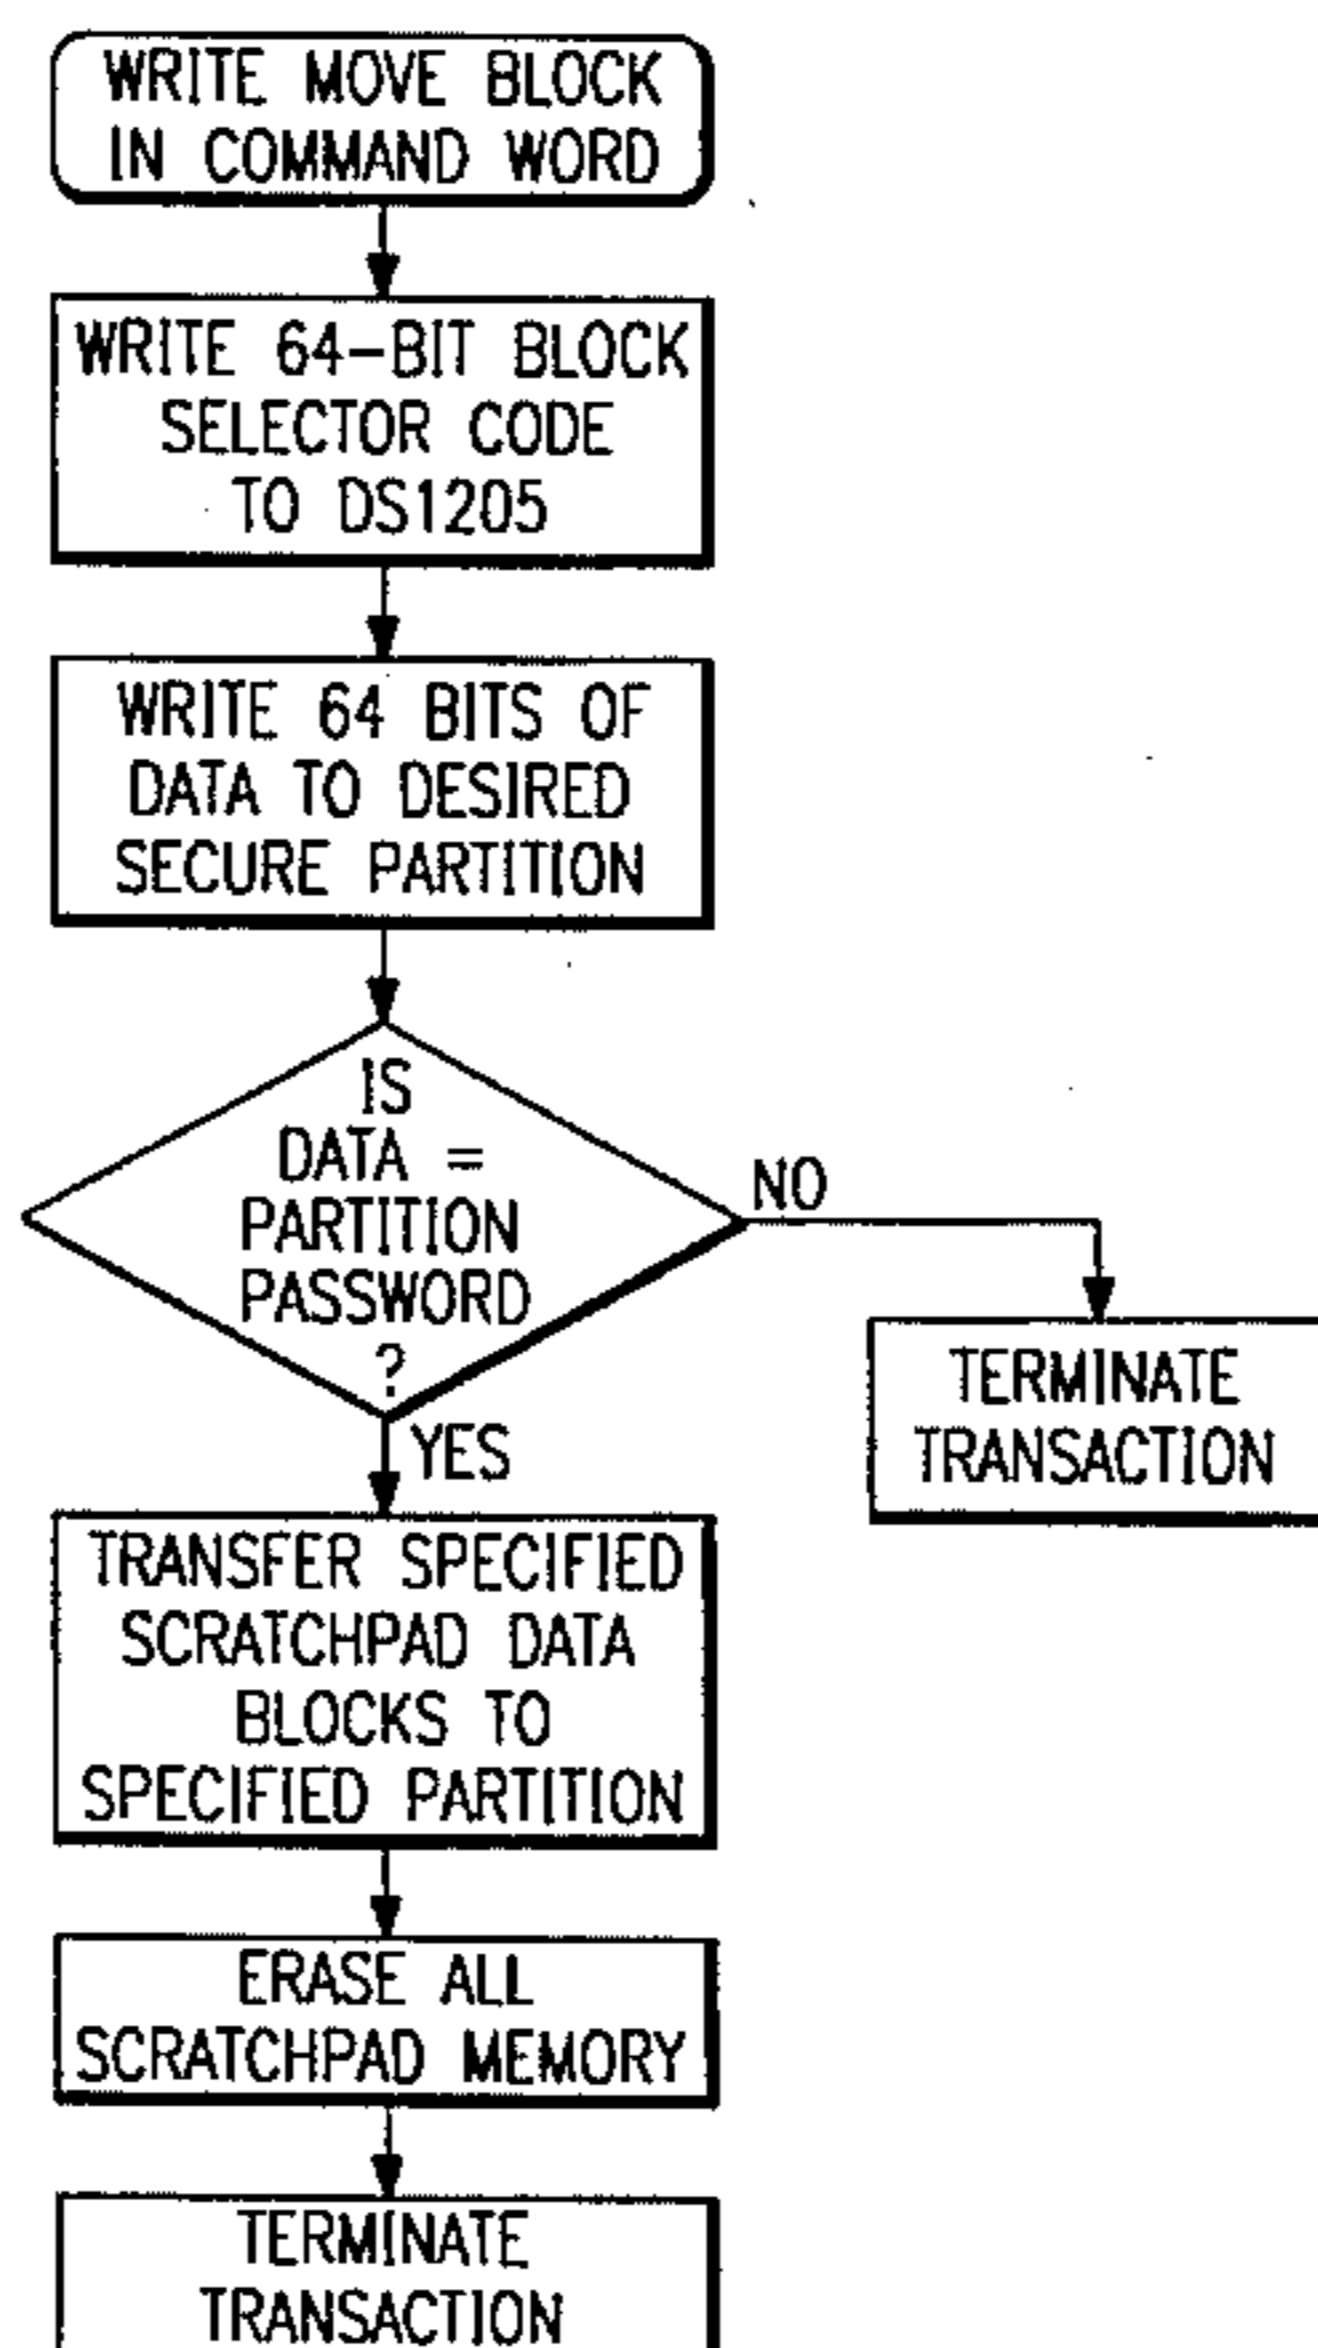 WRITE MOVE BLOCK
IN COMMAND WORD
WRITE 64-BIT BLOCK
SELECTOR CODE
TO DS1205
WRITE 64 BITS OF
DATA TO DESIRED
SECURE PARTITION
IS
DATA =
PARTITION
PASSWORD
?
NO
TERMINATE
TRANSACTION
YES
TRANSFER SPECIFIED
SCRATCHPAD DATA
BLOCKS TO
SPECIFIED PARTITION
ERASE ALL
SCRATCHPAD MEMORY
TERMINATE
TRANSACTION